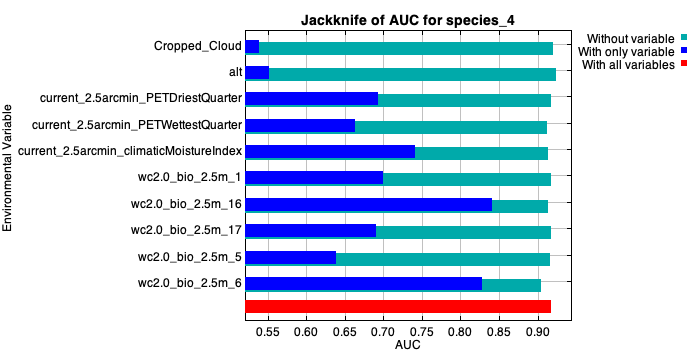 Jackknife of AUC for species_4
Without variable
With only variable
With all variables
Environmental Variable
Cropped_Cloud
alt
current_2.5arcmin_PETDriestQuarter
current_2.5arcmin_PETWettestQuarter
current_2.5arcmin_climaticMoistureIndex
wc2.0_bio_2.5m_1
wc2.0_bio_2.5m_16
wc2.0_bio_2.5m_17
wc2.0_bio_2.5m_5
wc2.0_bio_2.5m_6
0.55 0.60 0.65 0.70 0.75 0.80 0.85 0.90
AUC